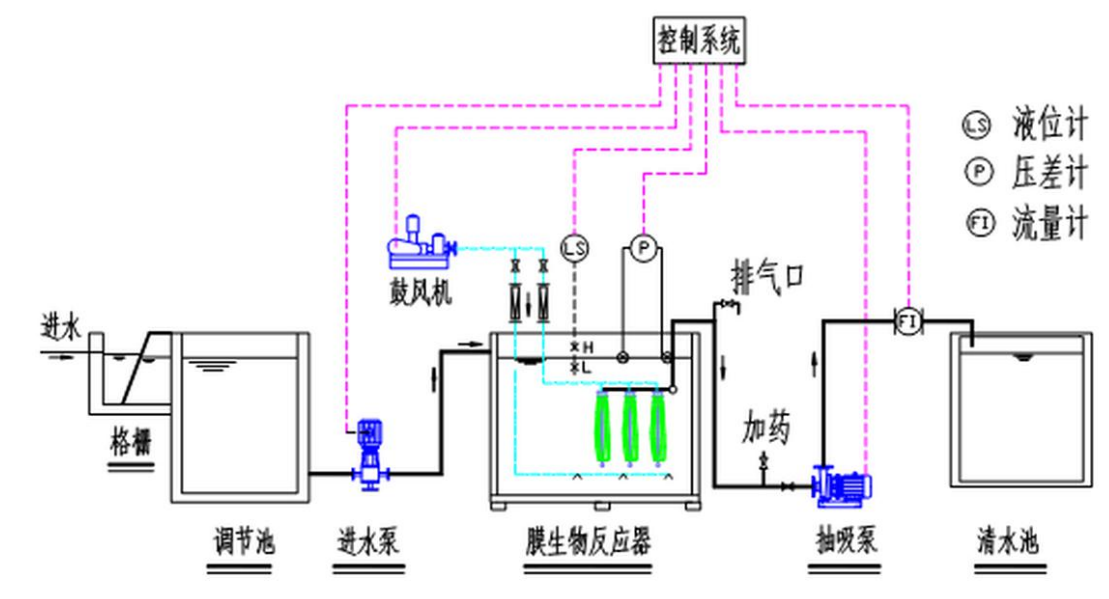 控制系统
LS 液位计
P 压差计
FI 流量计
LS
P
鼓风机
排气口
进水
FI
H
L
加药
格栅
调节池
进水泵
膜生物反应器
抽吸泵
清水池